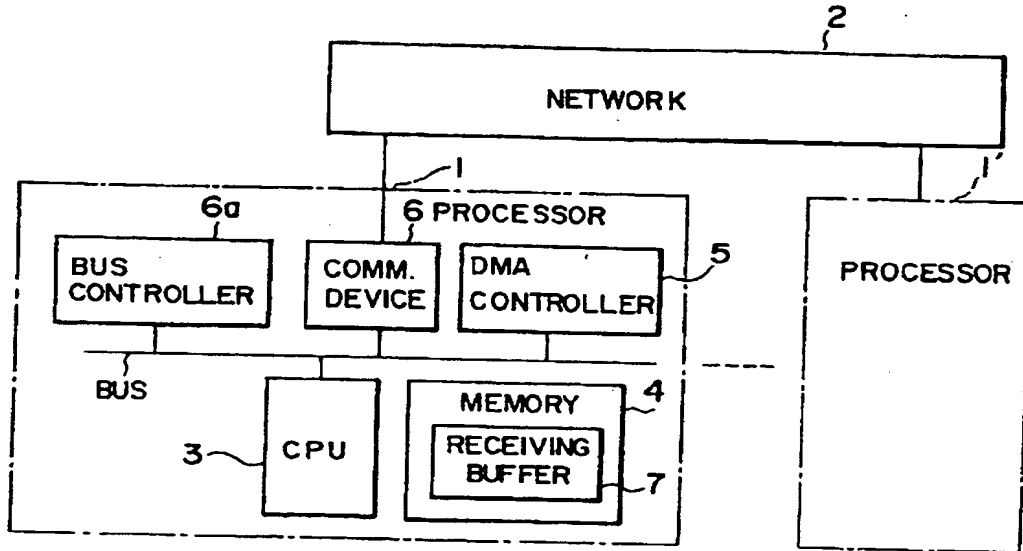 2
NETWORK
1
1'
6a
6 PROCESSOR
BUS
CONTROLLER
COMM.
DEVICE
DMA
CONTROLLER
5
PROCESSOR
BUS
3
CPU
MEMORY
4
RECEIVING
BUFFER
7